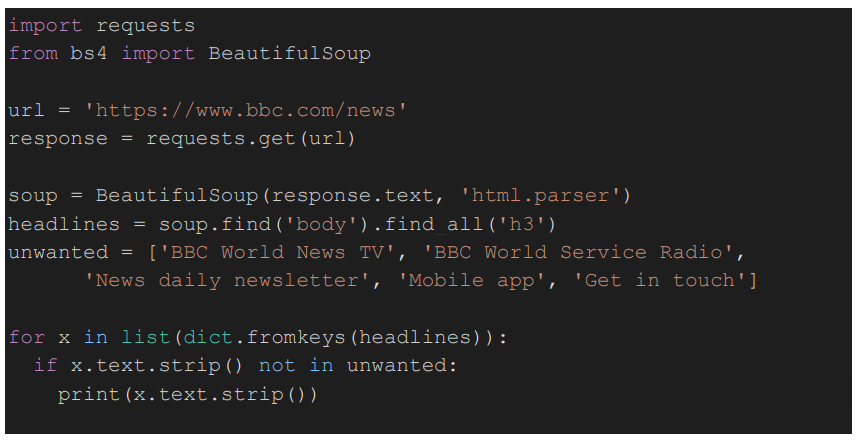 import requests
from bs4 import BeautifulSoup
url = 'https://www.bbc.com/news'
response = requests.get(url)
soup = BeautifulSoup(response.text, 'html.parser')
headlines = soup.find('body').find_all('h3')
unwanted = ['BBC World News TV', 'BBC World Service Radio',
'News daily newsletter', 'Mobile app', 'Get in touch']
for x in list(dict.fromkeys(headlines)):
if x.text.strip() not in unwanted:
print(x.text.strip())